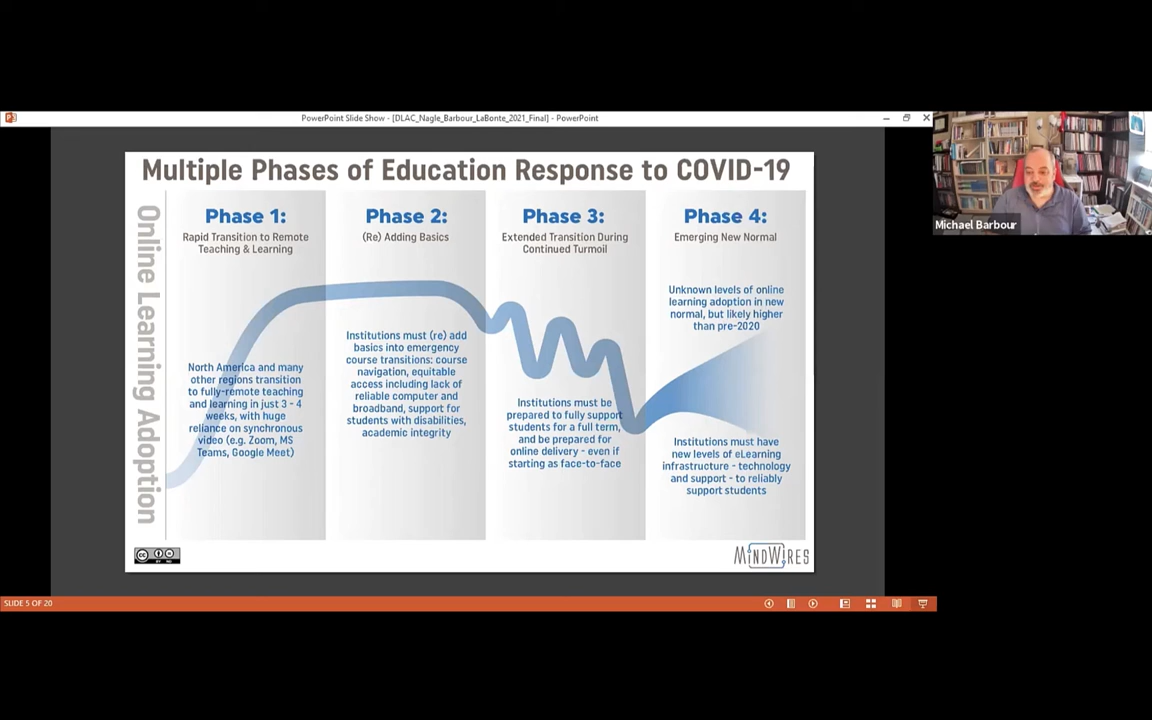 PowerPoint Slide Show - [DLAC_Nagle_Barbour_LaBonte_2021_Final] - PowerPoint
Multiple Phases of Education Response to COVID-19
Online Learning Adoption
Phase 1:
Rapid Transition to Remote
Teaching & Learning
North America and many
other regions transition
to fully-remote teaching
and learning in just 3 - 4
weeks, with huge
reliance on synchronous
video (e.g. Zoom, MS
Teams, Google Meet)
Phase 2:
(Re) Adding Basics
Institutions must (re) add
basics into emergency
course transitions: course
navigation, equitable
access including lack of
reliable computer and
broadband, support for
students with disabilities,
academic integrity
Phase 3:
Extended Transition During
Continued Turmoil
Institutions must be
prepared to fully support
students for a full term,
and be prepared for
online delivery - even if
starting as face-to-face
Phase 4:
Emerging New Normal
Unknown levels of online
learning adoption in new
normal, but likely higher
than pre-2020
Institutions must have
new levels of eLearning
infrastructure - technology
and support - to reliably
support students
cc
BY NC
MINDWIRES
SLIDE 5 OF 20
Michael Barbour